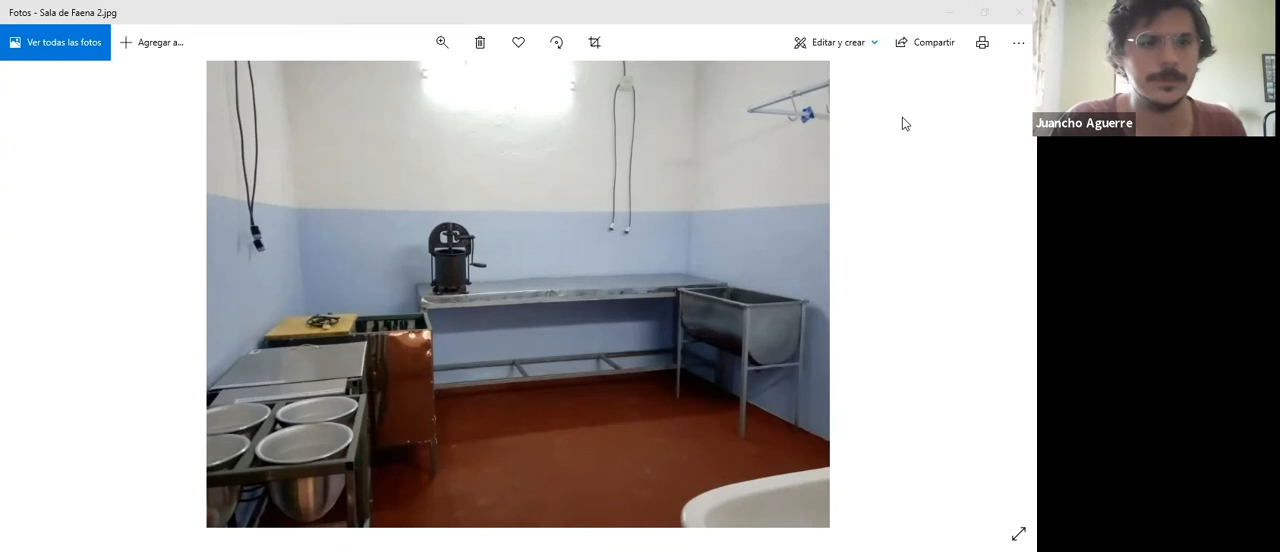 Fotos - Sala de Faena 2.jpg
Ver todas las fotos
Agregar a...
Editar y crear
Compartir
Juancho Aguerre